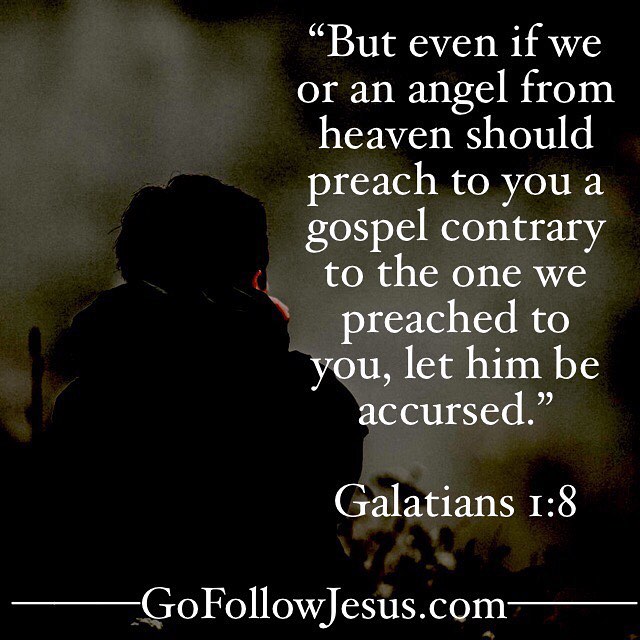 “But even if we
or an angel from
heaven should
preach to you a
gospel contrary
to the one we
preached to
you, let him be
accursed.”
Galatians 1:8
GoFollowJesus.com